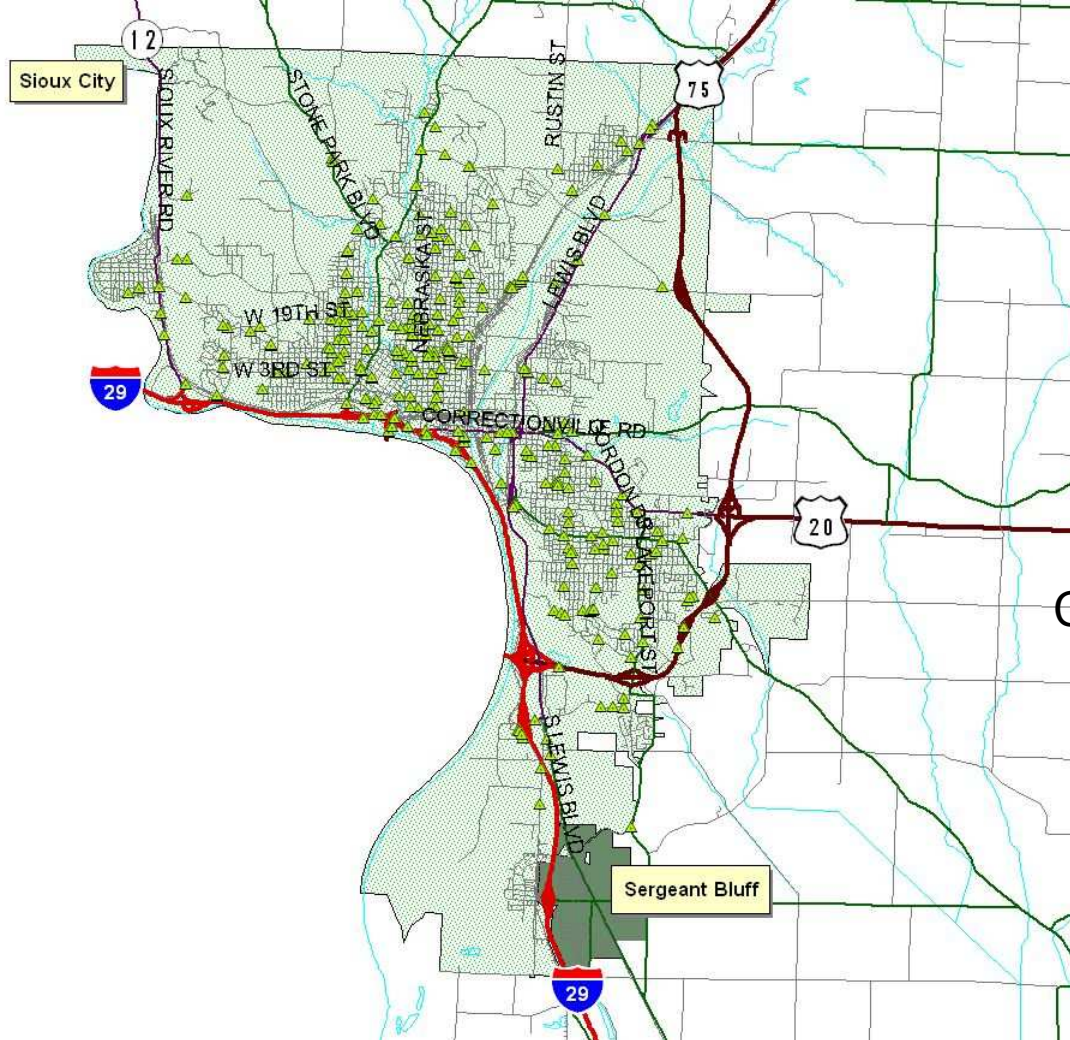 12
Sioux City
SIOUX RIVER RD
STONE PARK BLVD
RUSTIN ST
75
NEBRASKA ST
LEWIS BLVD
W 19TH ST
W 3RD ST
29
CORRECTIONVILLE RD
GORDON DR
S LAKEPORT ST
20
S LEWIS BLVD
Sergeant Bluff
29